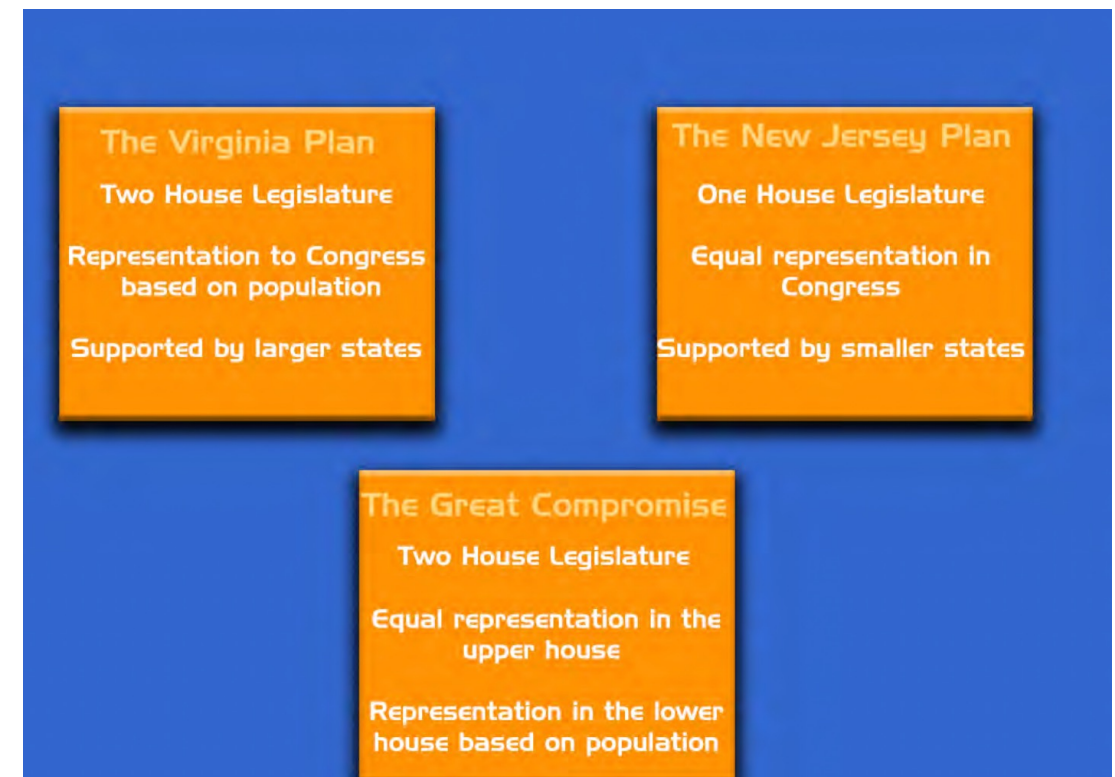 The Virginia Plan
Two House Legislature
Representation to Congress
based on population
Supported by larger states
The New Jersey Plan
One House Legislature
Equal representation in
Congress
Supported by smaller states
The Great Compromise
Two House Legislature
Equal representation in the
upper house
Representation in the lower
house based on population